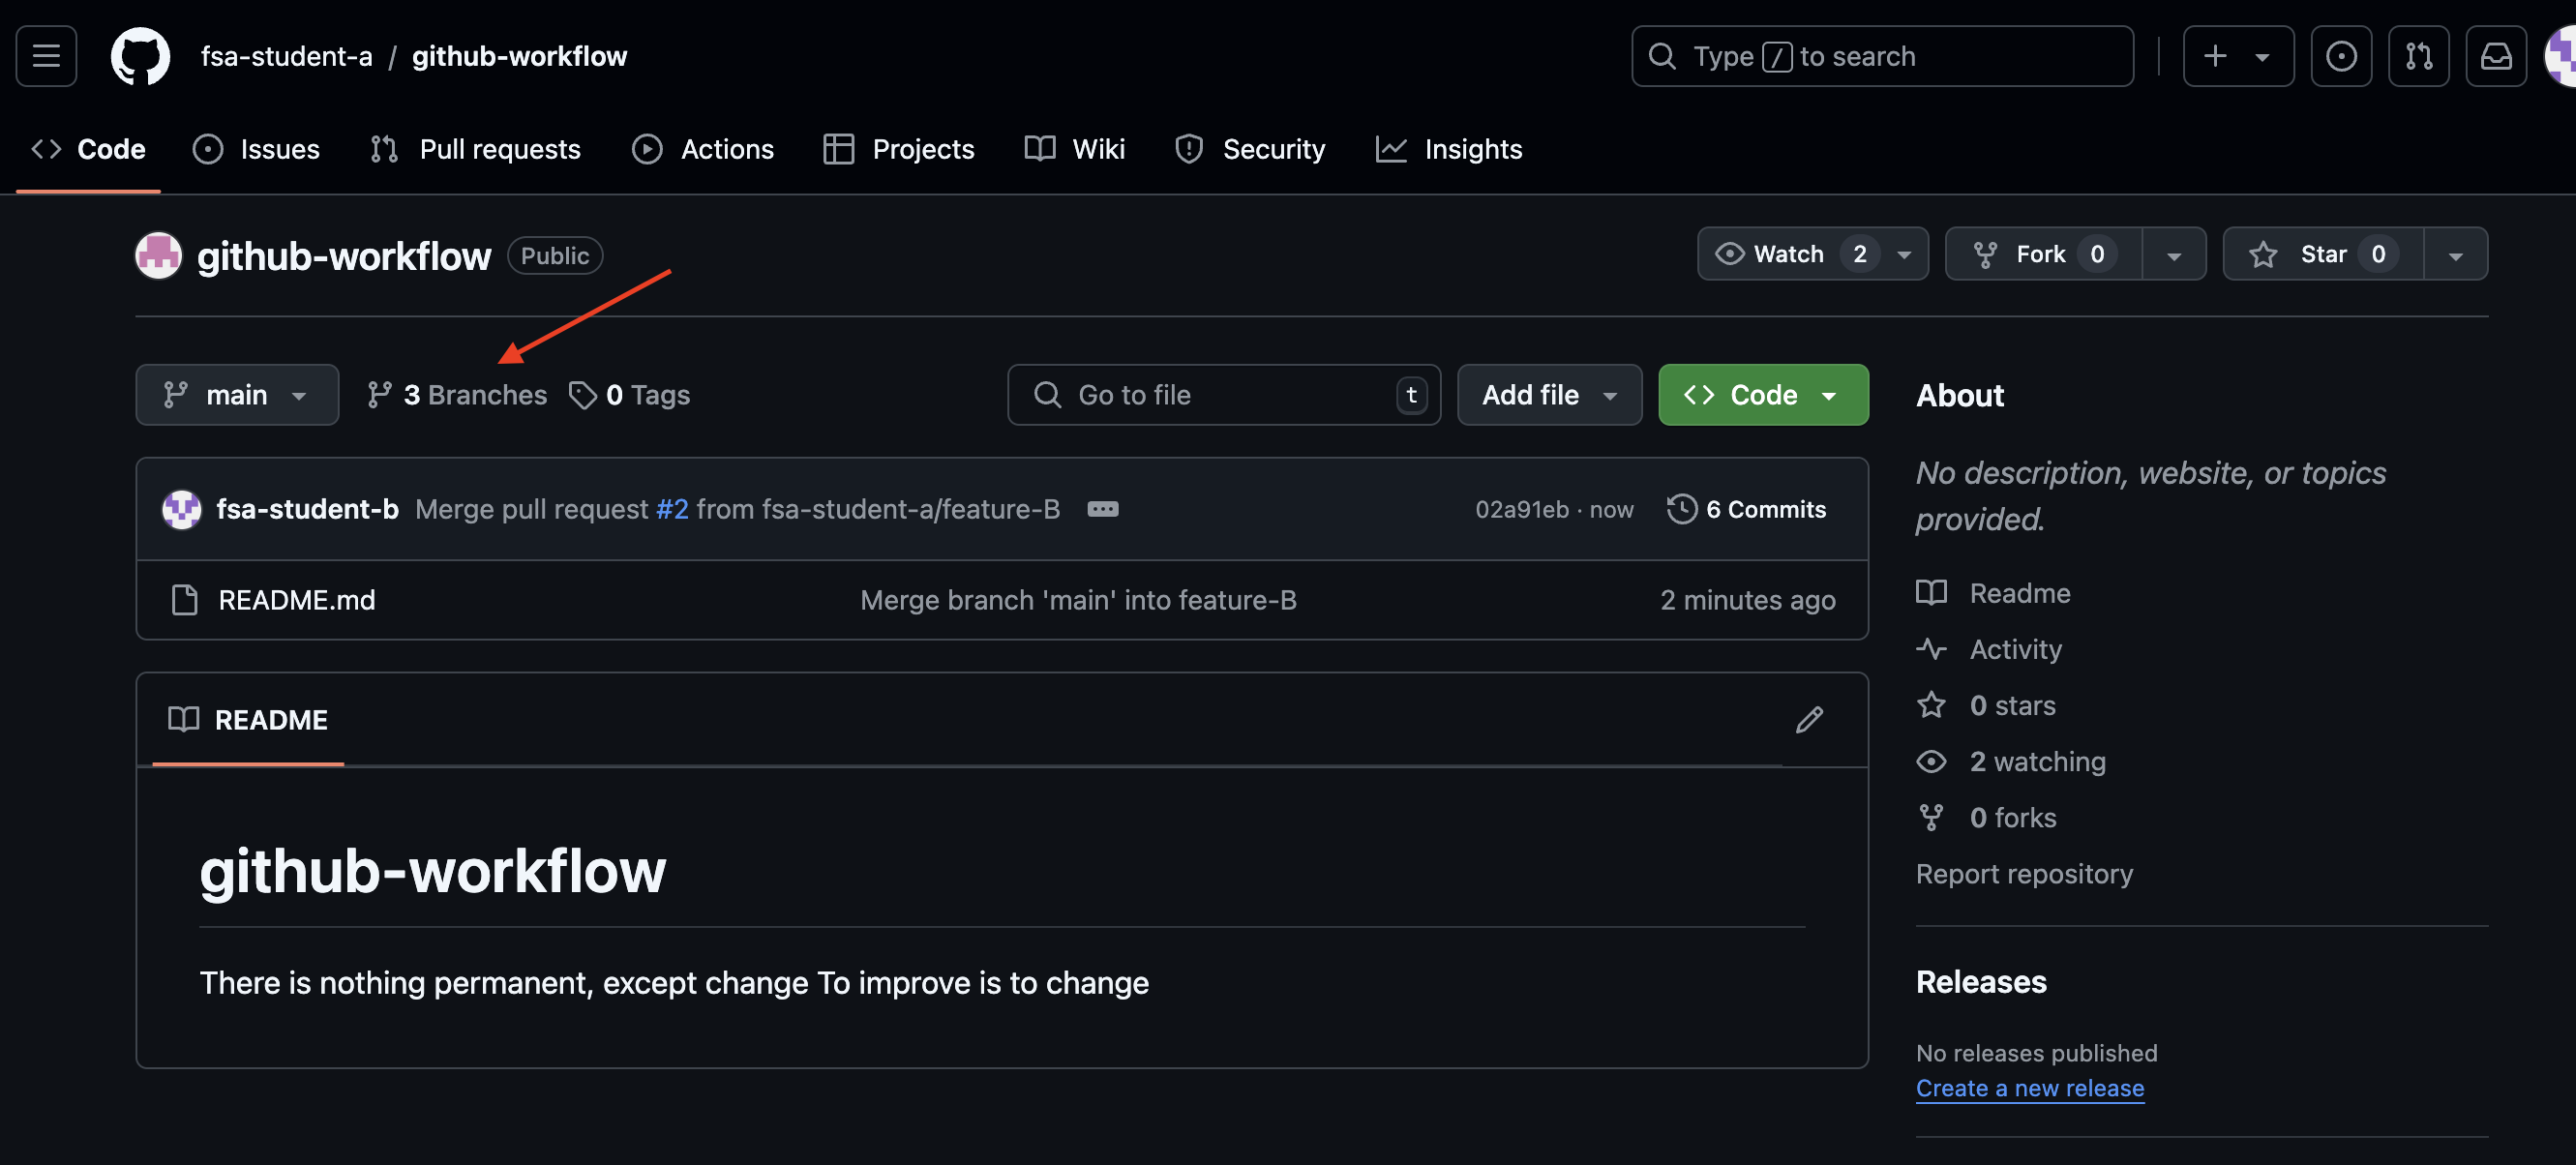 fsa-student-a / github-workflow
Type / to search
Code Issues Pull requests Actions Projects Wiki Security Insights
github-workflow Public
Watch 2 Fork 0 Star 0
main 3 Branches 0 Tags
Go to file t
Add file
Code
fsa-student-b Merge pull request #2 from fsa-student-a/feature-B
02a91eb · now 6 Commits
README.md Merge branch 'main' into feature-B 2 minutes ago
README
github-workflow
There is nothing permanent, except change To improve is to change
About
No description, website, or topics
provided.
Readme
Activity
0 stars
2 watching
0 forks
Report repository
Releases
No releases published
Create a new release